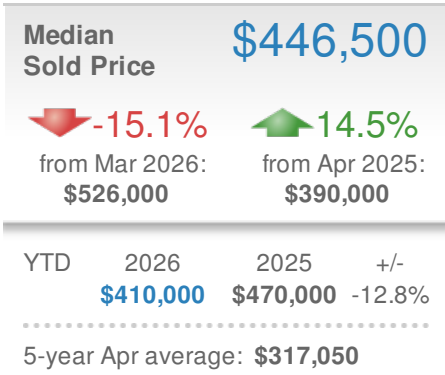 Median $446,500
Sold Price
-15.1% 14.5%
from Mar 2026: from Apr 2025:
$526,000 $390,000
YTD 2026 2025 +/-
$410,000 $470,000 -12.8%
5-year Apr average: $317,050